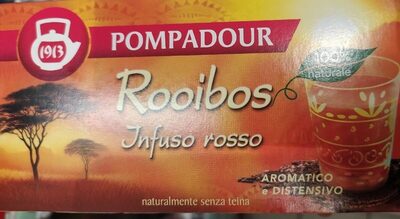 1913
POMPADOUR
100%
naturale
Rooibos
Infuso rosso
AROMATICO
e DISTENSIVO
naturalmente senza teina